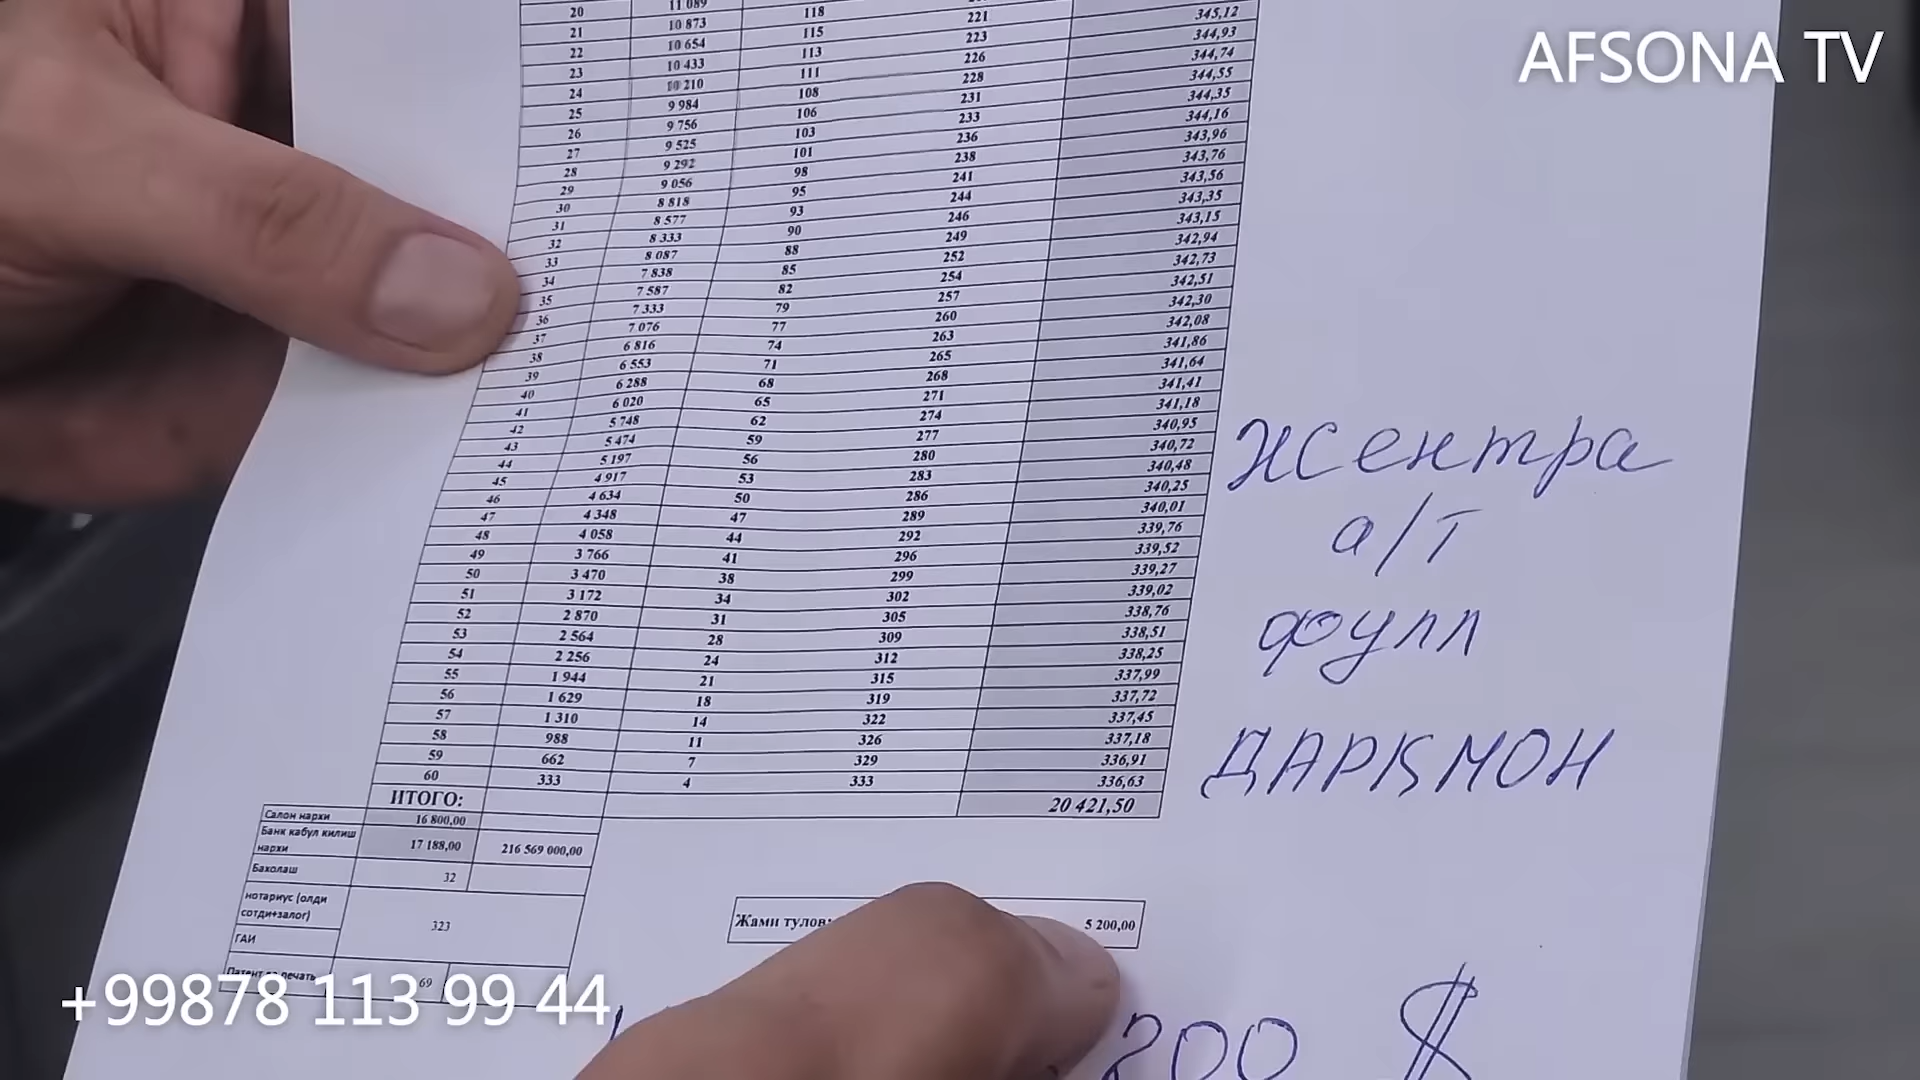 AFSONA TV
20 11 089 118 221 345,12
21 10 873 115 223 344,93
22 10 654 113 226 344,74
23 10 433 111 228 344,55
24 10 210 108 231 344,35
25 9 984 106 233 344,16
26 9 756 103 236 343,96
27 9 525 101 238 343,76
28 9 292 98 241 343,56
29 9 056 95 244 343,35
30 8 818 93 246 343,15
31 8 577 90 249 342,94
32 8 333 88 252 342,73
33 8 087 85 254 342,51
34 7 838 82 257 342,30
35 7 587 79 260 342,08
36 7 333 77 263 341,86
37 7 076 74 265 341,64
38 6 816 71 268 341,41
39 6 553 68 271 341,18
40 6 288 65 274 340,95
41 6 020 62 277 340,72
42 5 748 59 280 340,48
43 5 474 56 283 340,25
44 5 197 53 286 340,01
45 4 917 50 289 339,76
46 4 634 47 292 339,52
47 4 348 44 296 339,27
48 4 058 41 299 339,02
49 3 766 38 302 338,76
50 3 470 34 305 338,51
51 3 172 31 309 338,25
52 2 870 28 312 337,99
53 2 564 24 315 337,72
54 2 256 21 319 337,45
55 1 944 18 322 337,18
56 1 629 14 326 336,91
57 1 310 11 329 336,63
58 988 7 333
59 662 4
60 333
ИТОГО: 20 421,50
Жентра
а/т
фулл
ДАРКМОН
Салон нархи 16 800,00
Банк кабул килиш
нархи 17 188,00 216 569 000,00
Бахолаш 32
нотариус (олди
сотди+залог) 323
ГАИ
Патент печать 69
Жами тулов: 5 200,00
200 $
+99878 113 99 44